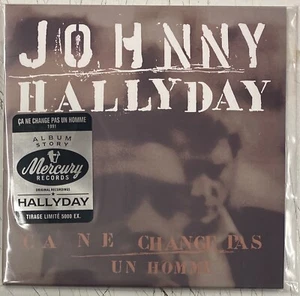 JOHNNY
HALLYDAY
ÇA NE CHANGE PAS UN HOMME
1991
ALBUM
STORY
Mercury
RECORDS
ORIGINAL RECORDINGS
HALLYDAY
TIRAGE LIMITÉ 5000 EX.
ÇA NE CHANGE PAS
UN HOMME